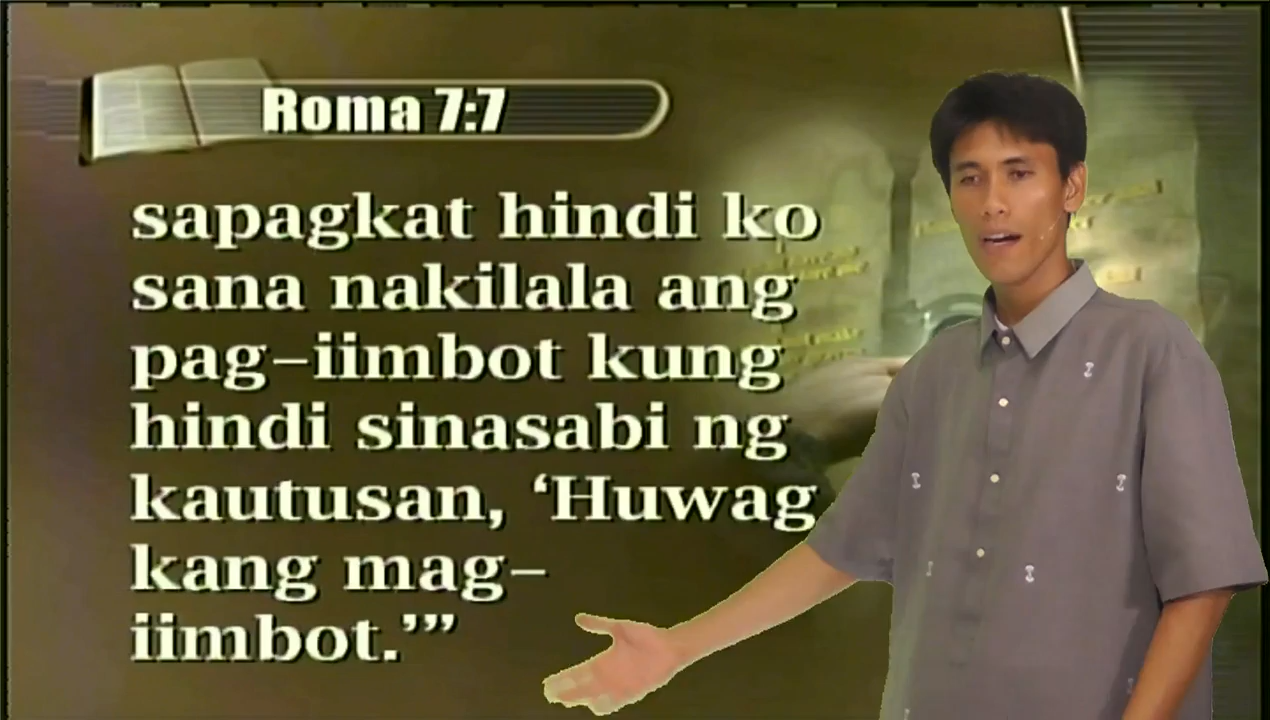 Roma 7:7
sapagkat hindi ko
sana nakilala ang
pag-iimbot kung
hindi sinasabi ng
kautusan, ‘Huwag
kang mag-
iimbot.’”